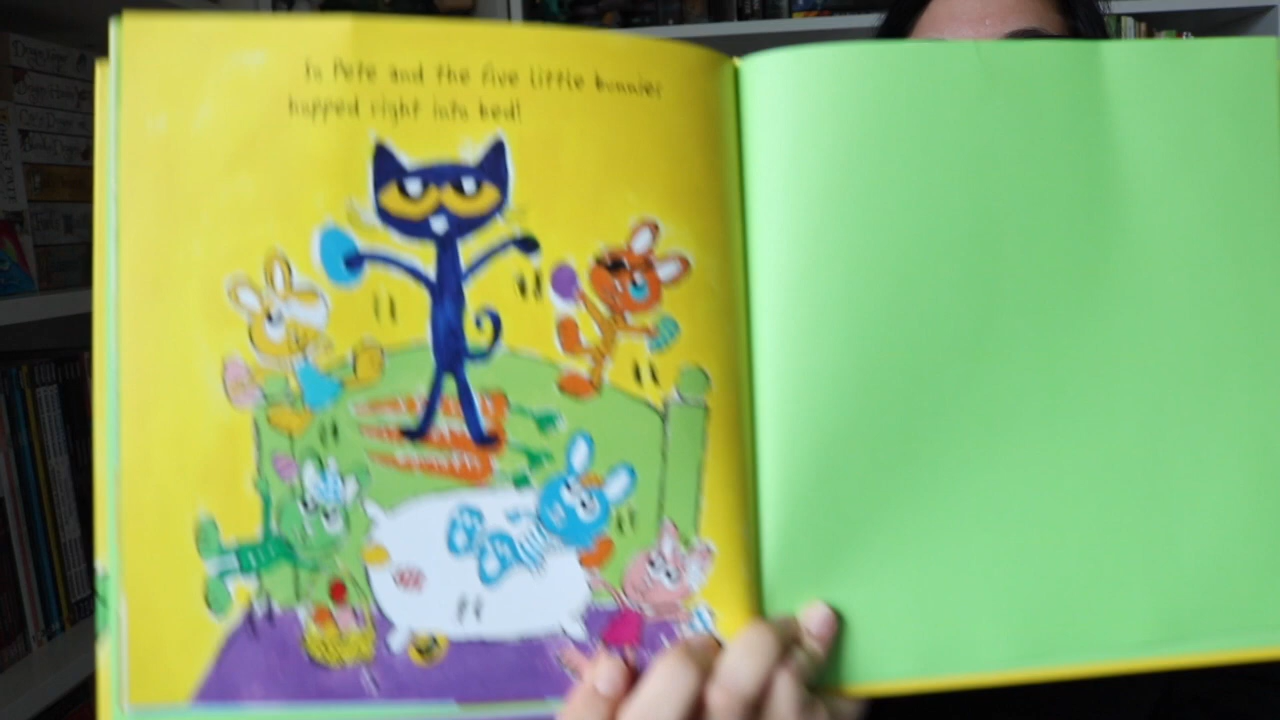 So Pete and the five little bunnies
hopped right into bed!